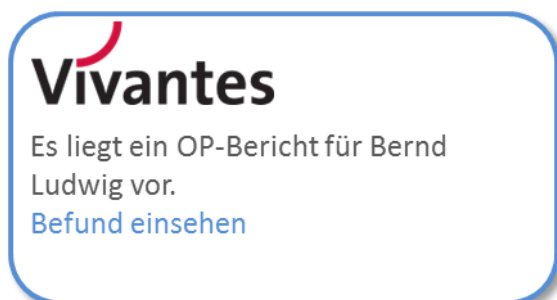 Vivantes
Es liegt ein OP-Bericht für Bernd
Ludwig vor.
Befund einsehen